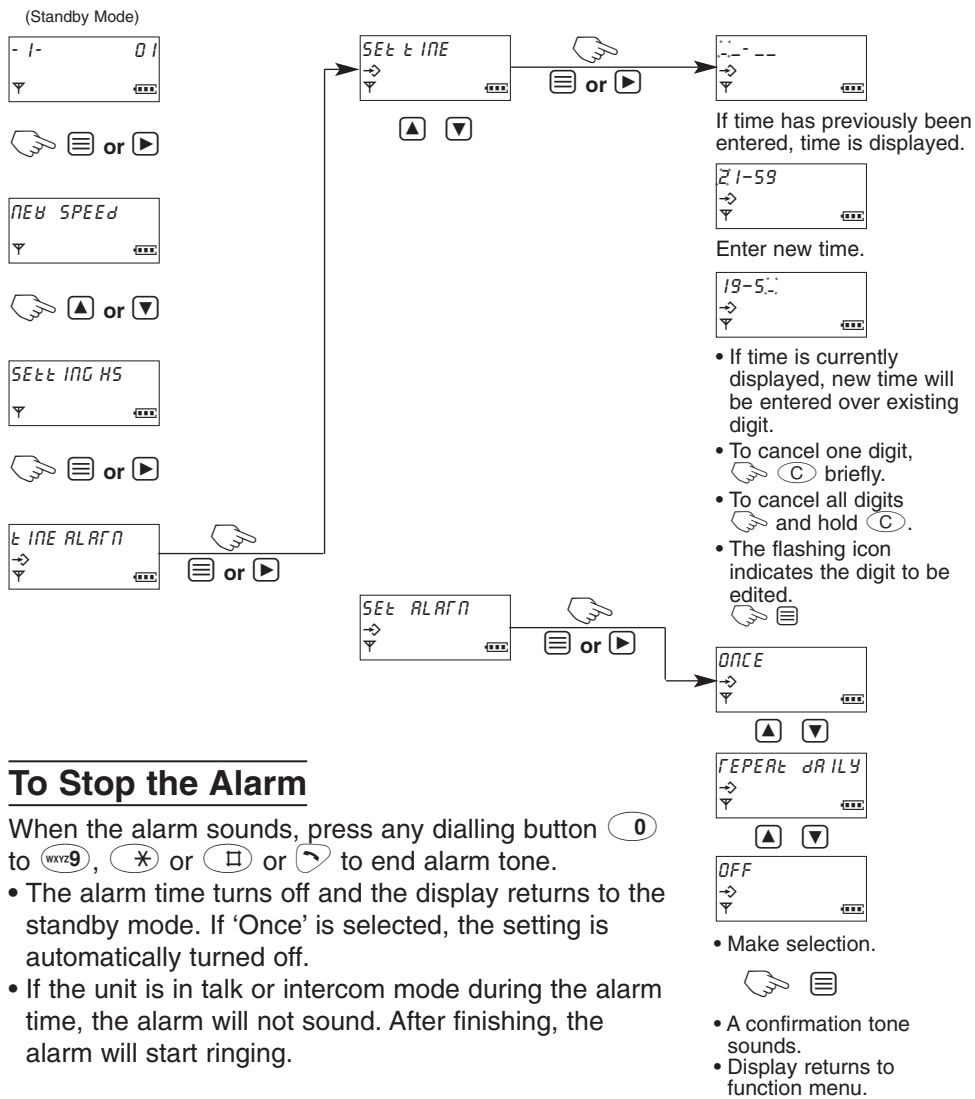 (Standby Mode)
- 1- 01
or
NEW SPEEd
or
SEtt ING HS
or
t IME ALArM
or
SEt t IME
or
SEt ALArM
or
_ _ - _ _
If time has previously been
entered, time is displayed.
21-59
Enter new time.
19-5_
• If time is currently
displayed, new time will
be entered over existing
digit.
• To cancel one digit,
C briefly.
• To cancel all digits
and hold C.
• The flashing icon
indicates the digit to be
edited.
ONCE
rEPEAt dAILY
OFF
• Make selection.
• A confirmation tone
sounds.
• Display returns to
function menu.
To Stop the Alarm
When the alarm sounds, press any dialling button 0
to WXYZ9, * or # or to end alarm tone.
• The alarm time turns off and the display returns to the
standby mode. If ‘Once’ is selected, the setting is
automatically turned off.
• If the unit is in talk or intercom mode during the alarm
time, the alarm will not sound. After finishing, the
alarm will start ringing.